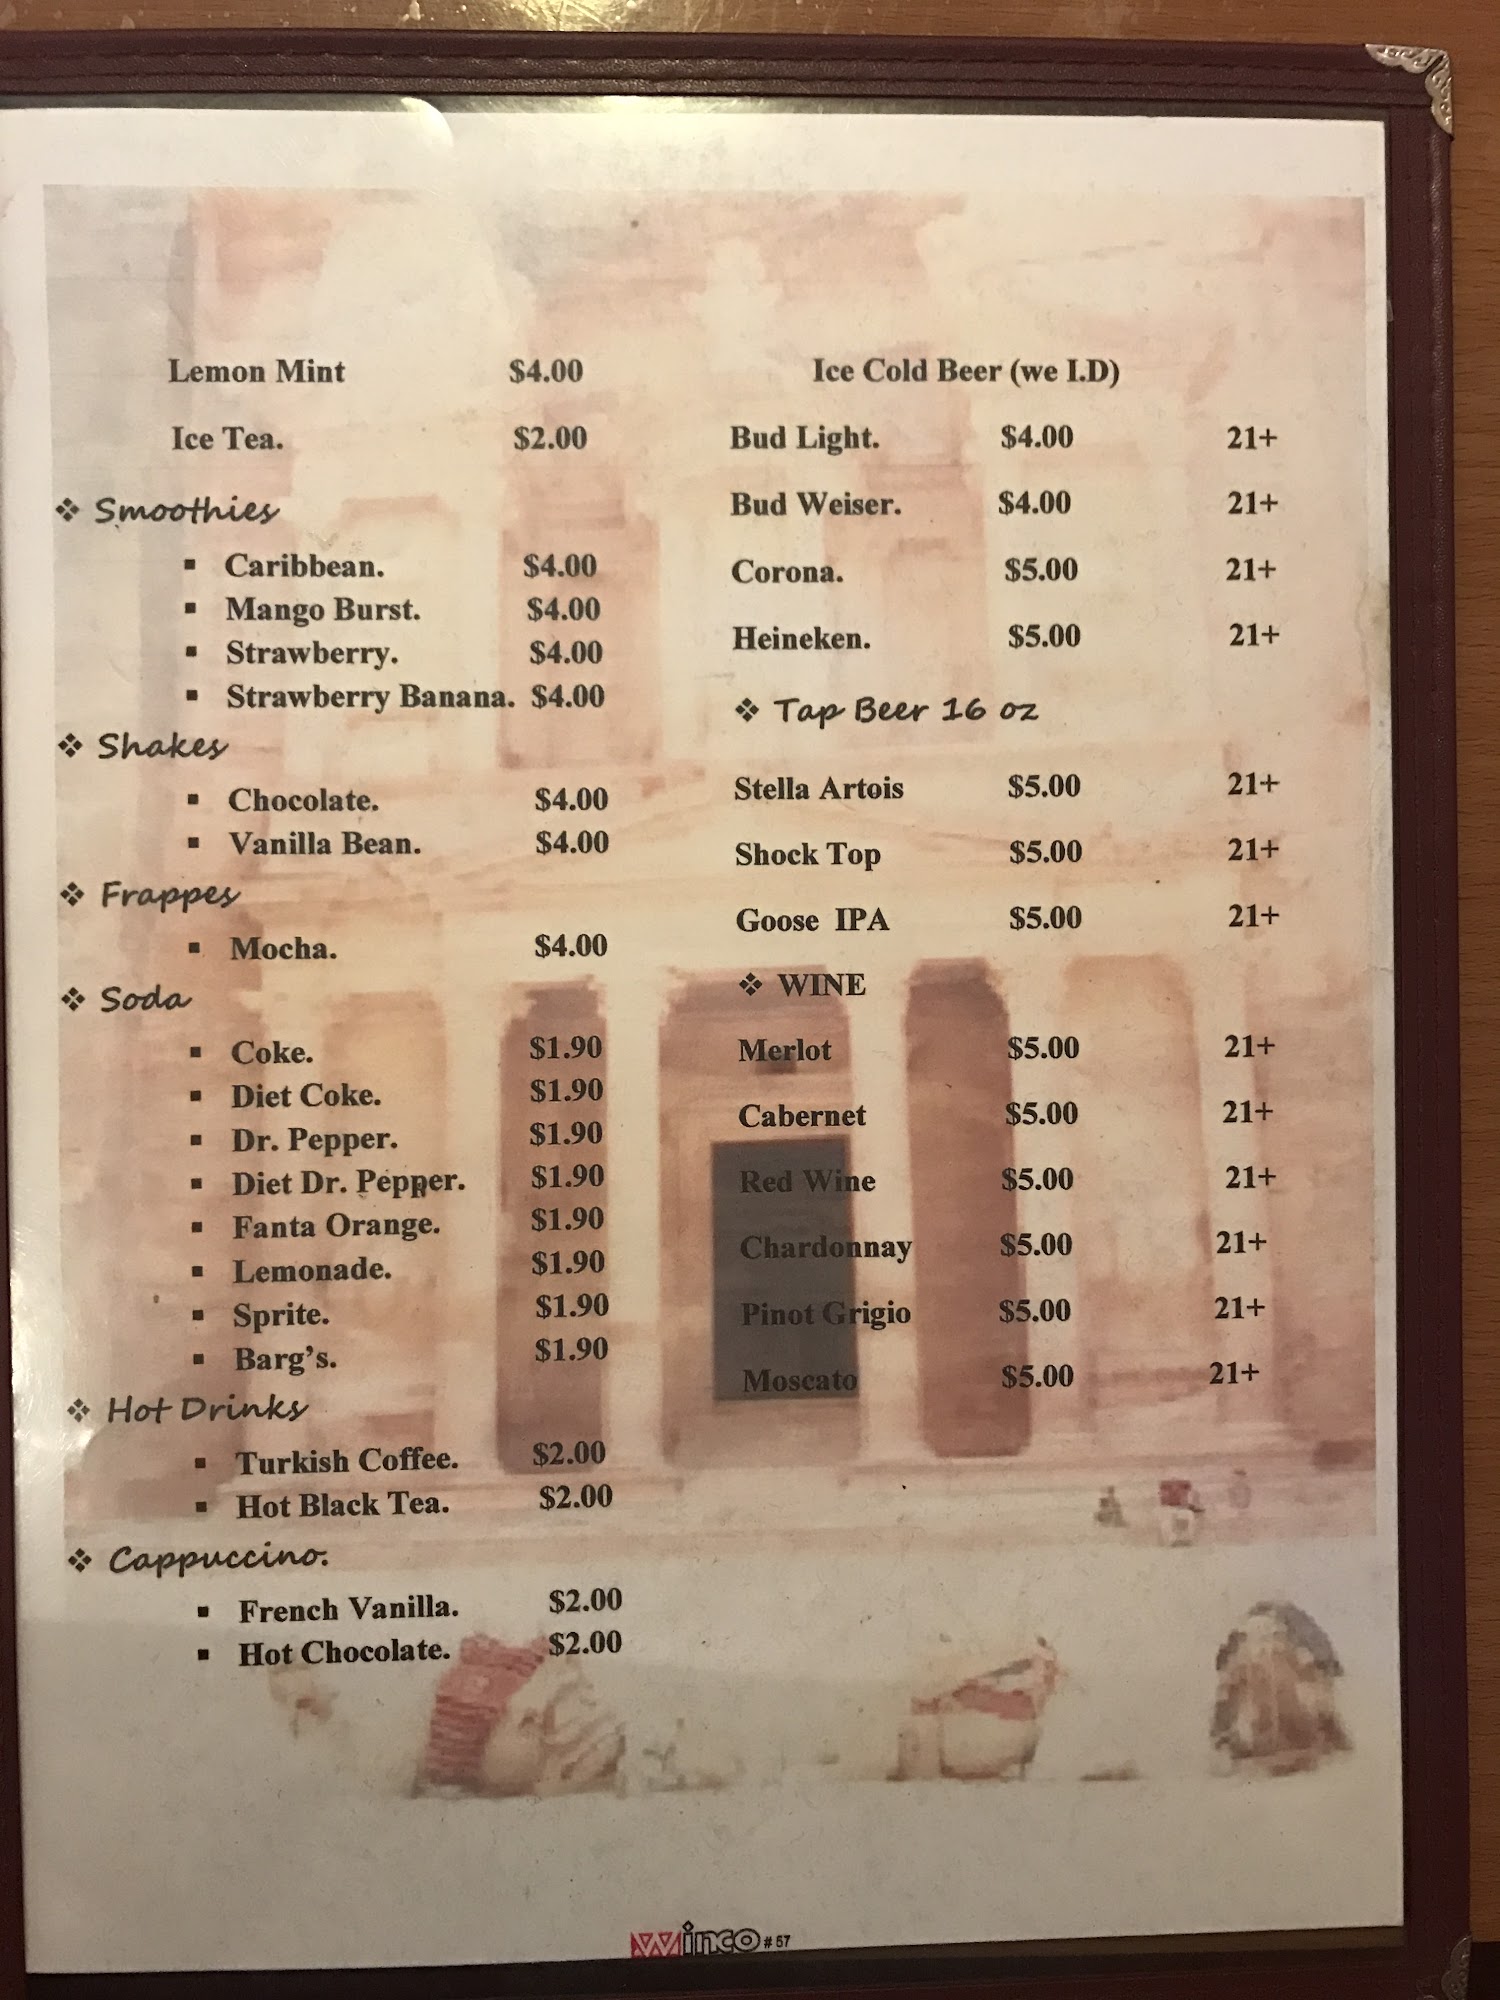 Lemon Mint $4.00
Ice Tea. $2.00
❖ Smoothies
▪ Caribbean. $4.00
▪ Mango Burst. $4.00
▪ Strawberry. $4.00
▪ Strawberry Banana. $4.00
❖ Shakes
▪ Chocolate. $4.00
▪ Vanilla Bean. $4.00
❖ Frappes
▪ Mocha. $4.00
❖ Soda
▪ Coke. $1.90
▪ Diet Coke. $1.90
▪ Dr. Pepper. $1.90
▪ Diet Dr. Pepper. $1.90
▪ Fanta Orange. $1.90
▪ Lemonade. $1.90
▪ Sprite. $1.90
▪ Barg's. $1.90
❖ Hot Drinks
▪ Turkish Coffee. $2.00
▪ Hot Black Tea. $2.00
❖ Cappuccino.
▪ French Vanilla. $2.00
▪ Hot Chocolate. $2.00
Ice Cold Beer (we I.D)
Bud Light. $4.00 21+
Bud Weiser. $4.00 21+
Corona. $5.00 21+
Heineken. $5.00 21+
❖ Tap Beer 16 oz
Stella Artois $5.00 21+
Shock Top $5.00 21+
Goose IPA $5.00 21+
❖ WINE
Merlot $5.00 21+
Cabernet $5.00 21+
Red Wine $5.00 21+
Chardonnay $5.00 21+
Pinot Grigio $5.00 21+
Moscato $5.00 21+
winco # 57